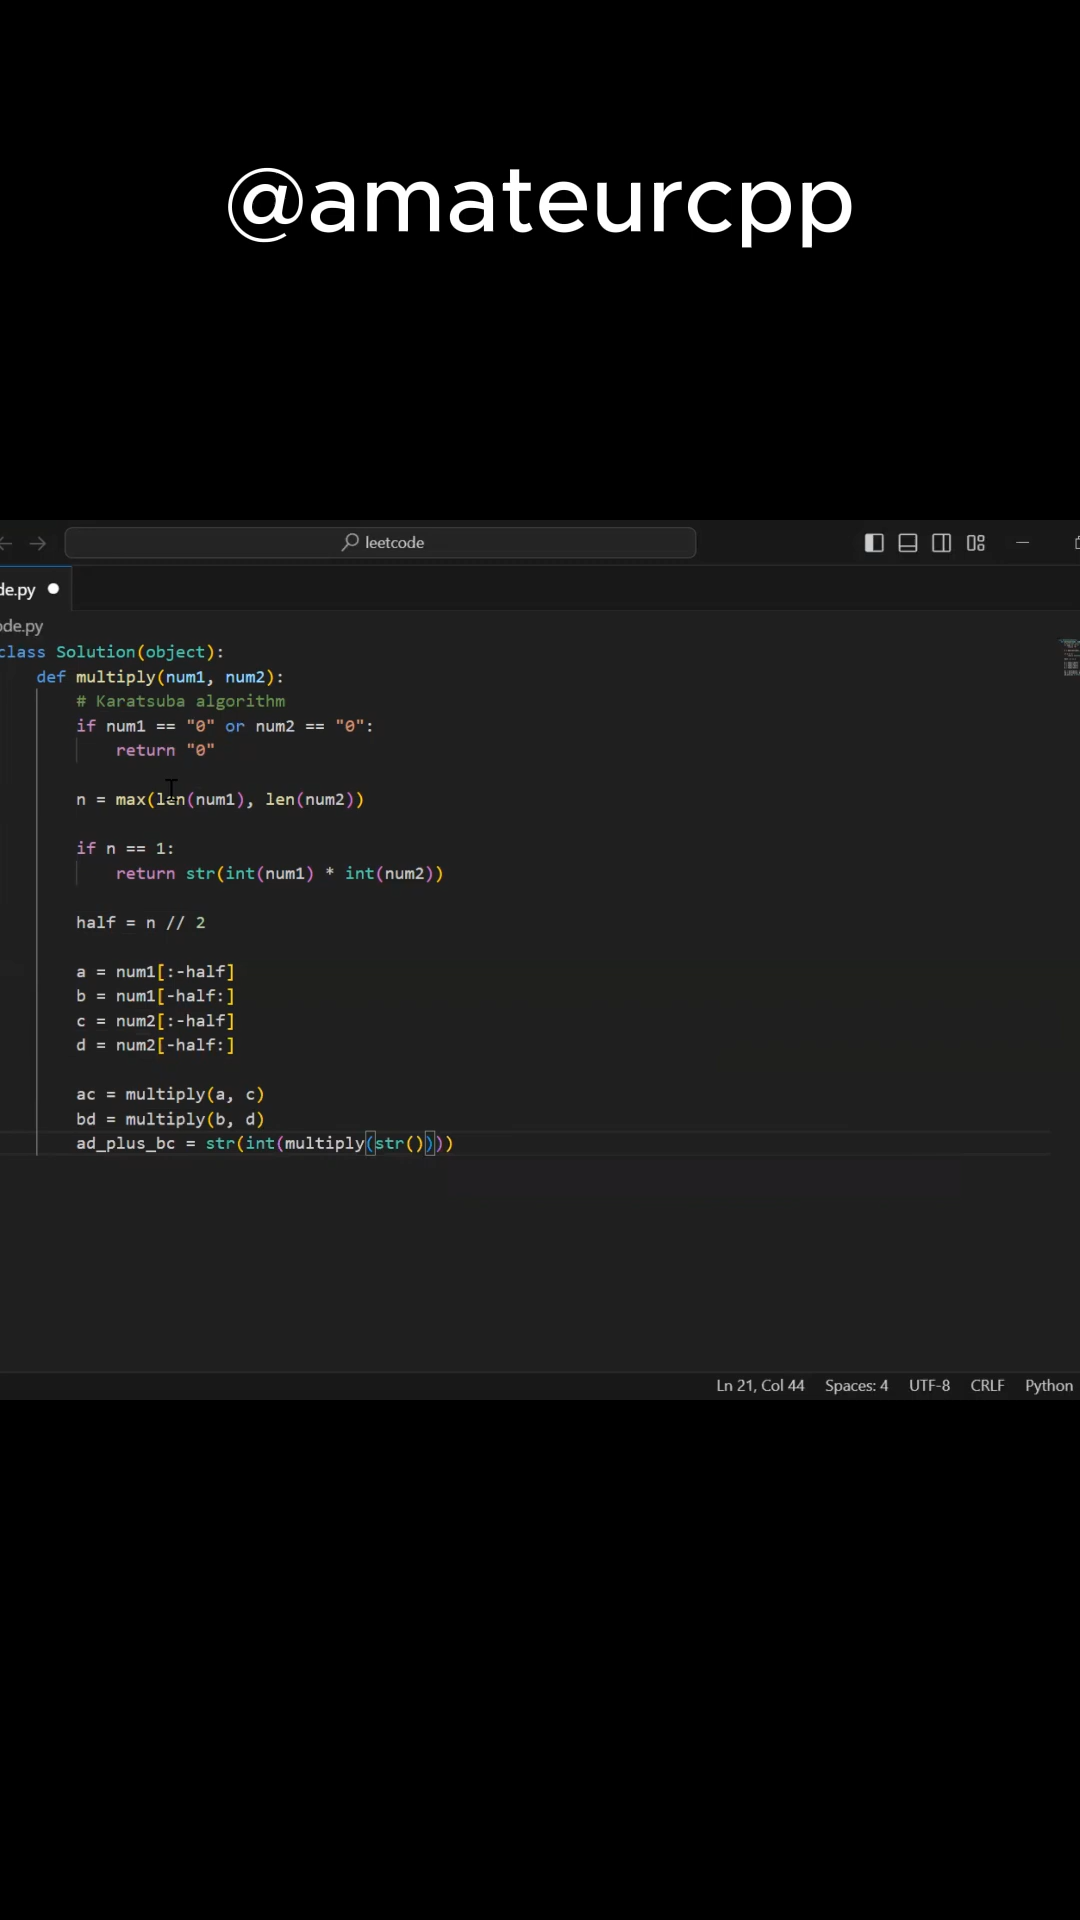 @amateurcpp
leetcode
de.py
ode.py
class Solution(object):
def multiply(num1, num2):
# Karatsuba algorithm
if num1 == "0" or num2 == "0":
return "0"
n = max(len(num1), len(num2))
if n == 1:
return str(int(num1) * int(num2))
half = n // 2
a = num1[:-half]
b = num1[-half:]
c = num2[:-half]
d = num2[-half:]
ac = multiply(a, c)
bd = multiply(b, d)
ad_plus_bc = str(int(multiply(str())))
Ln 21, Col 44 Spaces: 4 UTF-8 CRLF Python